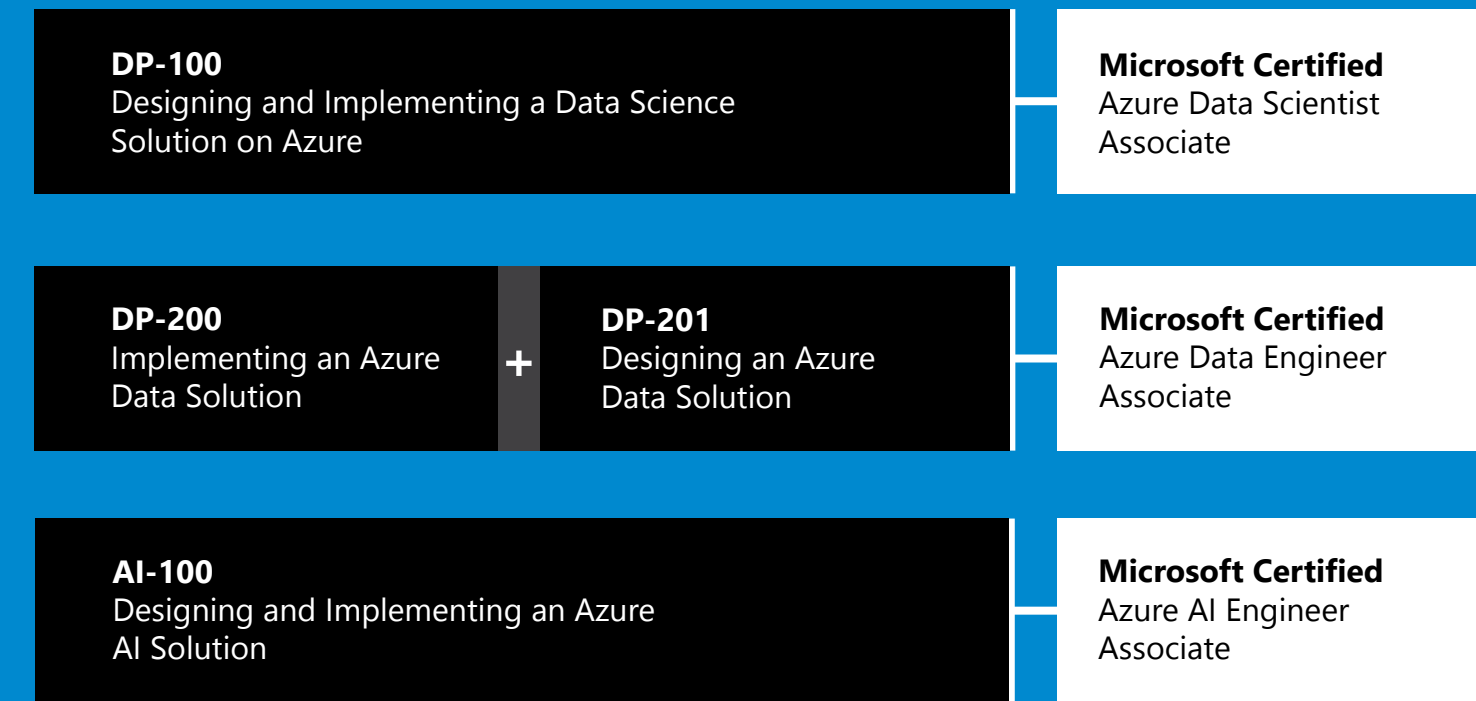 DP-100
Designing and Implementing a Data Science
Solution on Azure
Microsoft Certified
Azure Data Scientist
Associate
DP-200
Implementing an Azure
Data Solution
+
DP-201
Designing an Azure
Data Solution
Microsoft Certified
Azure Data Engineer
Associate
AI-100
Designing and Implementing an Azure
AI Solution
Microsoft Certified
Azure AI Engineer
Associate